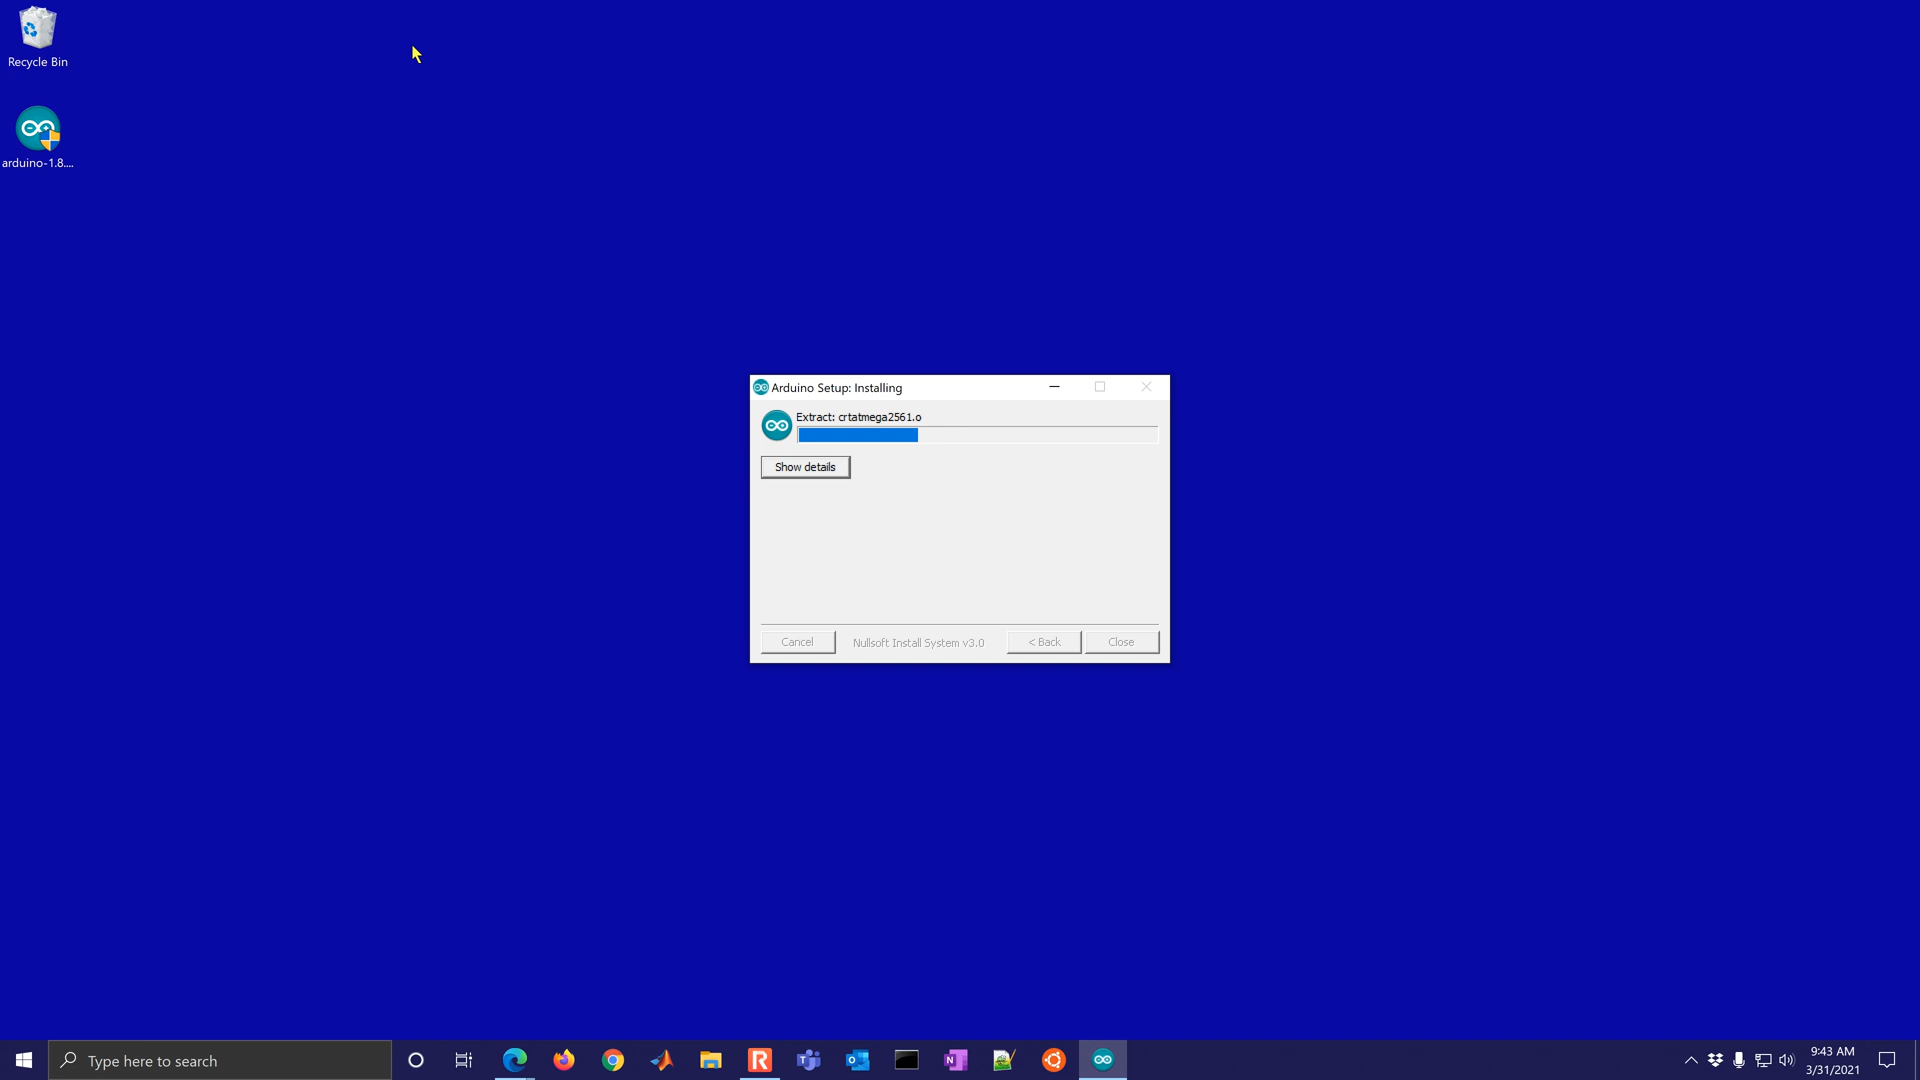 Recycle Bin
arduino-1.8....
Arduino Setup: Installing
Extract: crtatmega2561.o
Show details
Cancel
Nullsoft Install System v3.0
< Back
Close
Type here to search
9:43 AM
3/31/2021